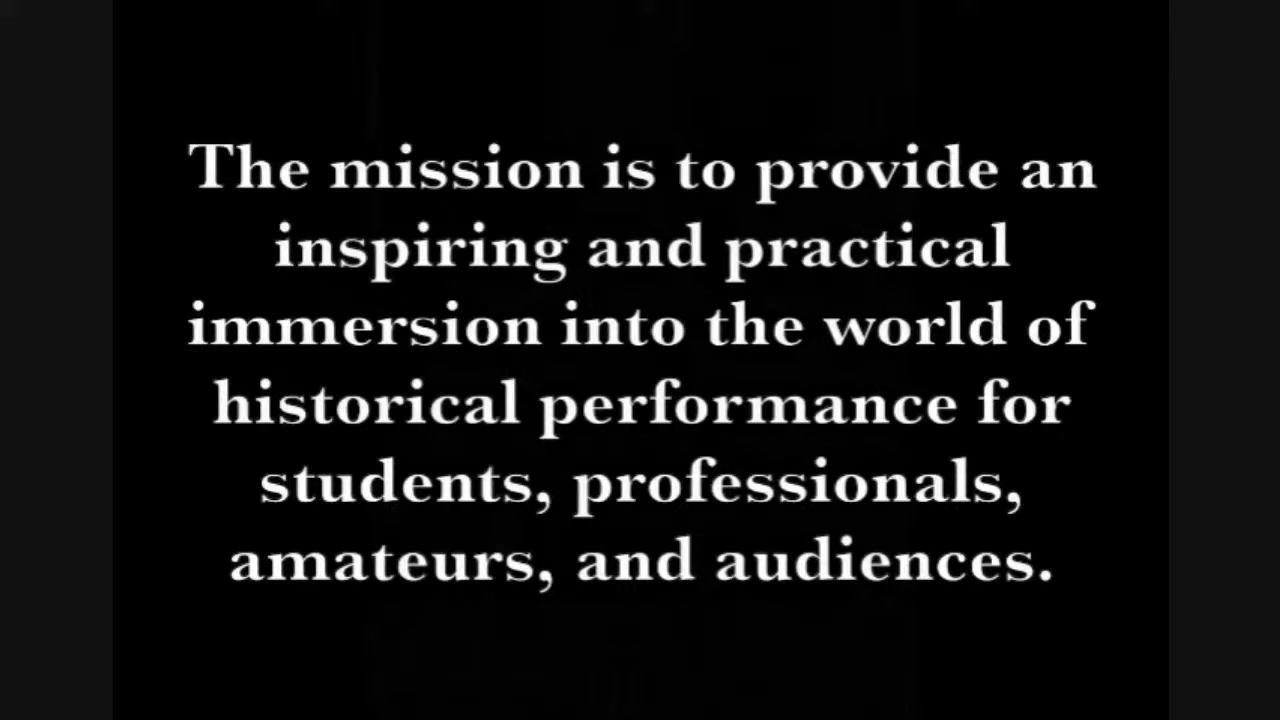 The mission is to provide an
inspiring and practical
immersion into the world of
historical performance for
students, professionals,
amateurs, and audiences.